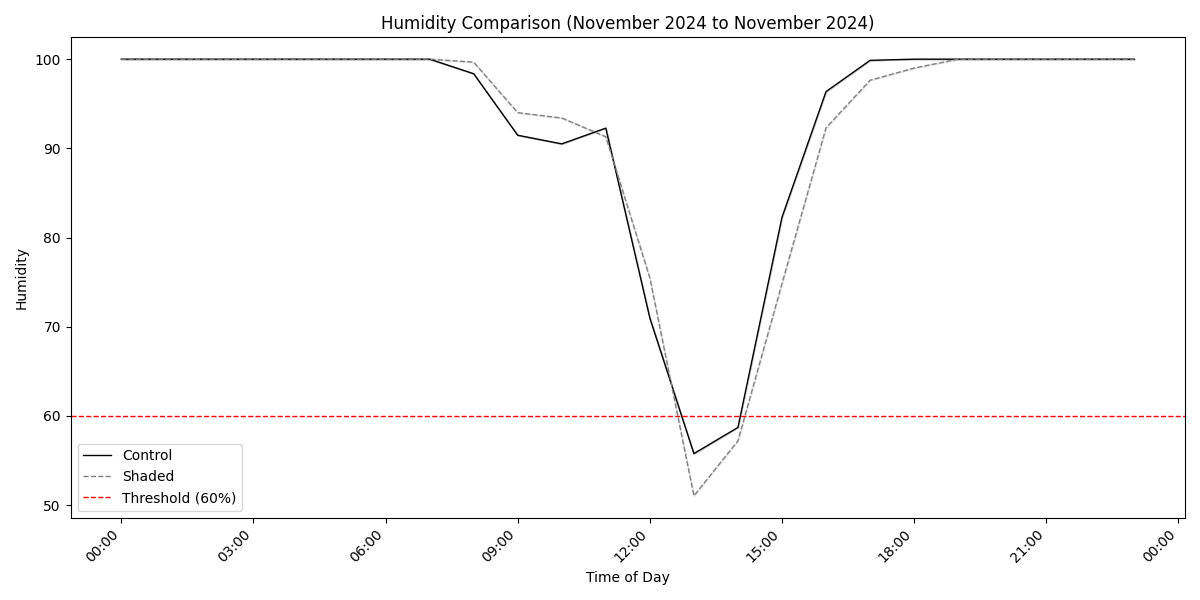 Humidity Comparison (November 2024 to November 2024)
Humidity
100
90
80
70
60
50
Control
Shaded
Threshold (60%)
00:00
03:00
06:00
09:00
12:00
15:00
18:00
21:00
00:00
Time of Day